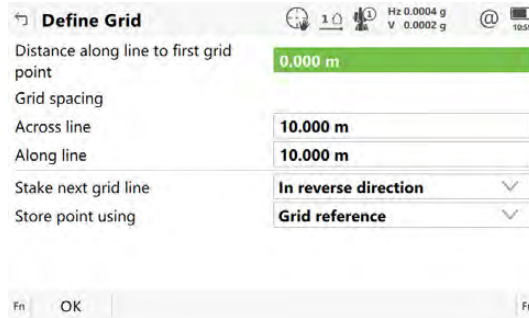 Define Grid
1
1
Hz 0.0004 g
V 0.0002 g
@
Distance along line to first grid
point
0.000 m
Grid spacing
Across line
10.000 m
Along line
10.000 m
Stake next grid line
In reverse direction
Store point using
Grid reference
Fn
OK